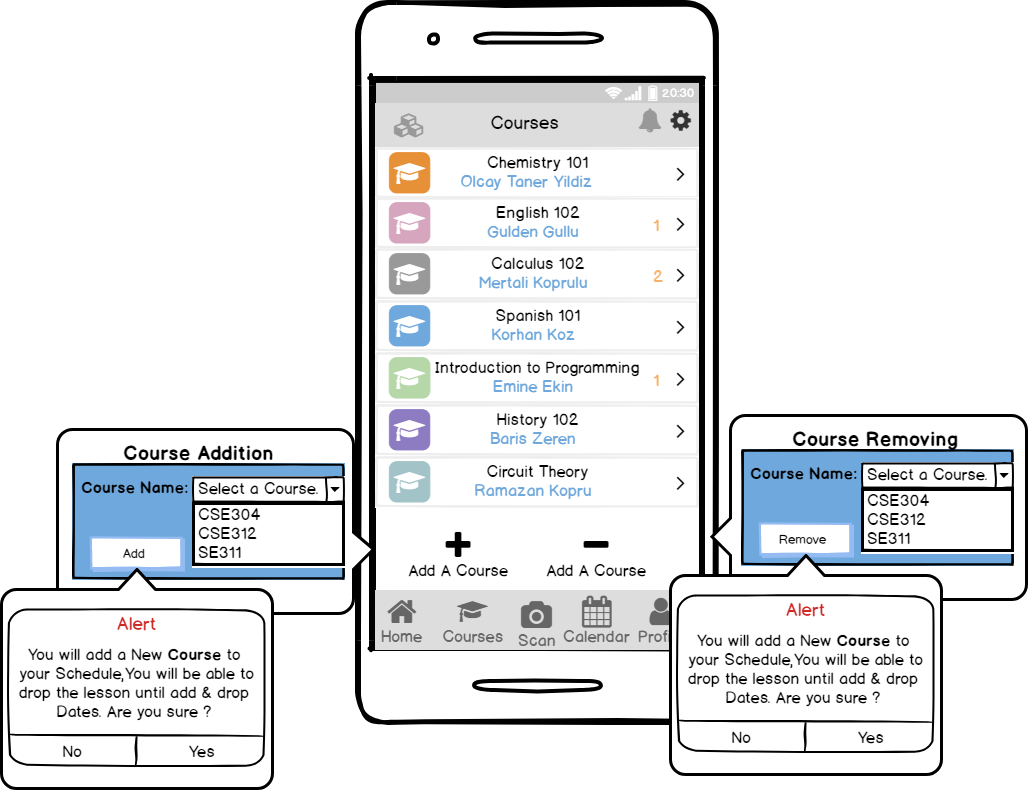 20:30
Courses
Chemistry 101
Olcay Taner Yildiz
English 102
Gulden Gullu
1
Calculus 102
Mertali Koprulu
2
Spanish 101
Korhan Koz
Introduction to Programming
Emine Ekin
1
History 102
Baris Zeren
Circuit Theory
Ramazan Kopru
Add A Course
Add A Course
Home
Courses
Scan
Calendar
Profi
Course Addition
Course Name:
Select a Course.
CSE304
CSE312
SE311
Add
Alert
You will add a New Course to
your Schedule,You will be able to
drop the lesson until add & drop
Dates. Are you sure ?
No
Yes
Course Removing
Course Name:
Select a Course.
CSE304
CSE312
SE311
Remove
Alert
You will add a New Course to
your Schedule,You will be able to
drop the lesson until add & drop
Dates. Are you sure ?
No
Yes